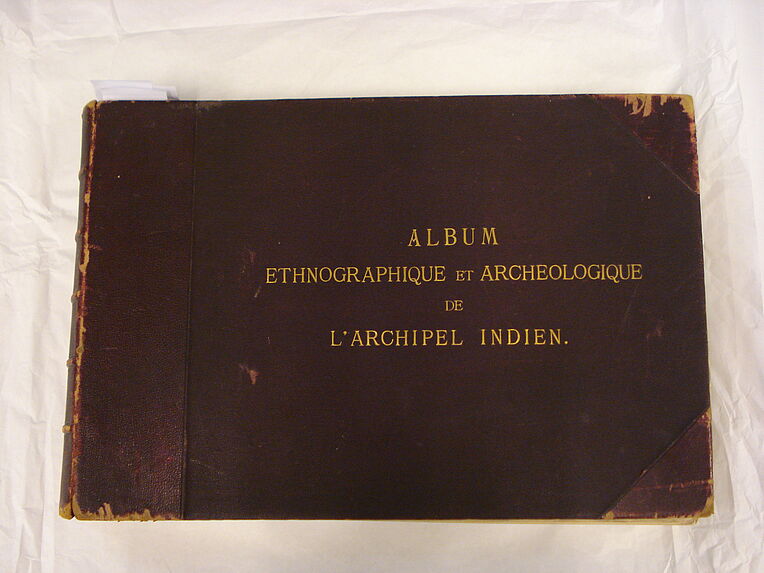 ALBUM
ETHNOGRAPHIQUE ET ARCHEOLOGIQUE
DE
L'ARCHIPEL INDIEN.